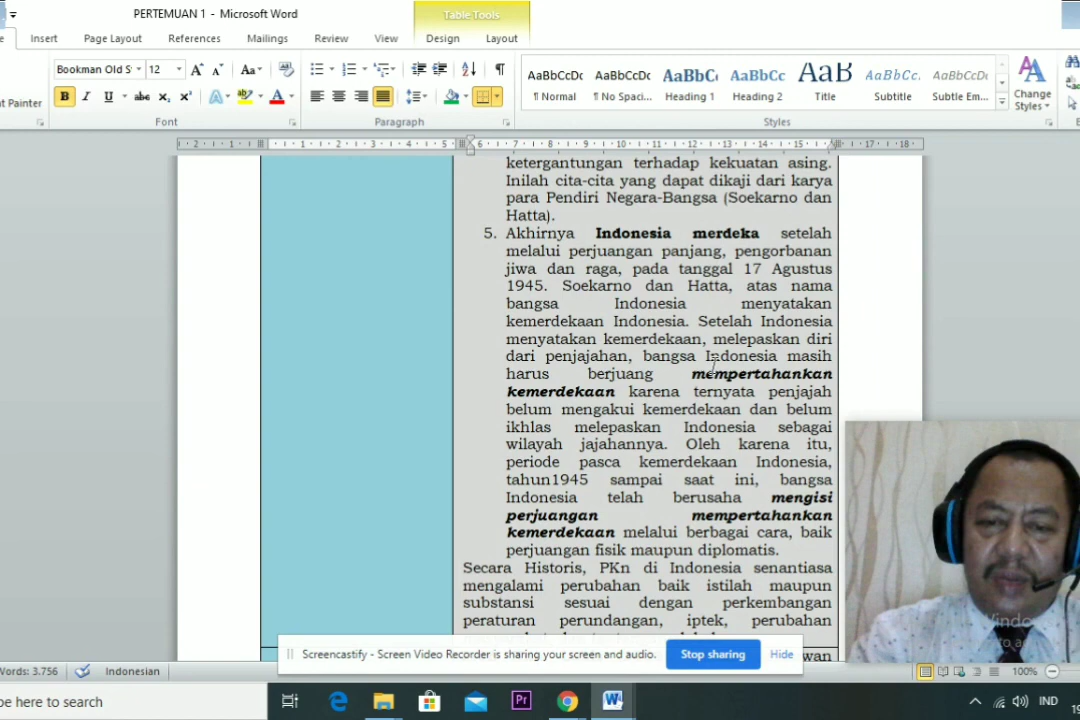 PERTEMUAN 1 - Microsoft Word
Table Tools
Insert Page Layout References Mailings Review View Design Layout
Bookman Old S 12
AaBbCcDc AaBbCcDc AaBbC AaBbCc AaB AaBbCc. AaBbCcD
¶ Normal ¶ No Spaci... Heading 1 Heading 2 Title Subtitle Subtle Em...
Change
Styles
Painter
Font Paragraph Styles
ketergantungan terhadap kekuatan asing.
Inilah cita-cita yang dapat dikaji dari karya
para Pendiri Negara-Bangsa (Soekarno dan
Hatta).
5. Akhirnya Indonesia merdeka setelah
melalui perjuangan panjang, pengorbanan
jiwa dan raga, pada tanggal 17 Agustus
1945. Soekarno dan Hatta, atas nama
bangsa Indonesia menyatakan
kemerdekaan Indonesia. Setelah Indonesia
menyatakan kemerdekaan, melepaskan diri
dari penjajahan, bangsa Indonesia masih
harus berjuang mempertahankan
kemerdekaan karena ternyata penjajah
belum mengakui kemerdekaan dan belum
ikhlas melepaskan Indonesia sebagai
wilayah jajahannya. Oleh karena itu,
periode pasca kemerdekaan Indonesia,
tahun1945 sampai saat ini, bangsa
Indonesia telah berusaha mengisi
perjuangan mempertahankan
kemerdekaan melalui berbagai cara, baik
perjuangan fisik maupun diplomatis.
Secara Historis, PKn di Indonesia senantiasa
mengalami perubahan baik istilah maupun
substansi sesuai dengan perkembangan
peraturan perundangan, iptek, perubahan
Screencastify - Screen Video Recorder is sharing your screen and audio. Stop sharing Hide
Words: 3.756 Indonesian 100%
pe here to search
IND